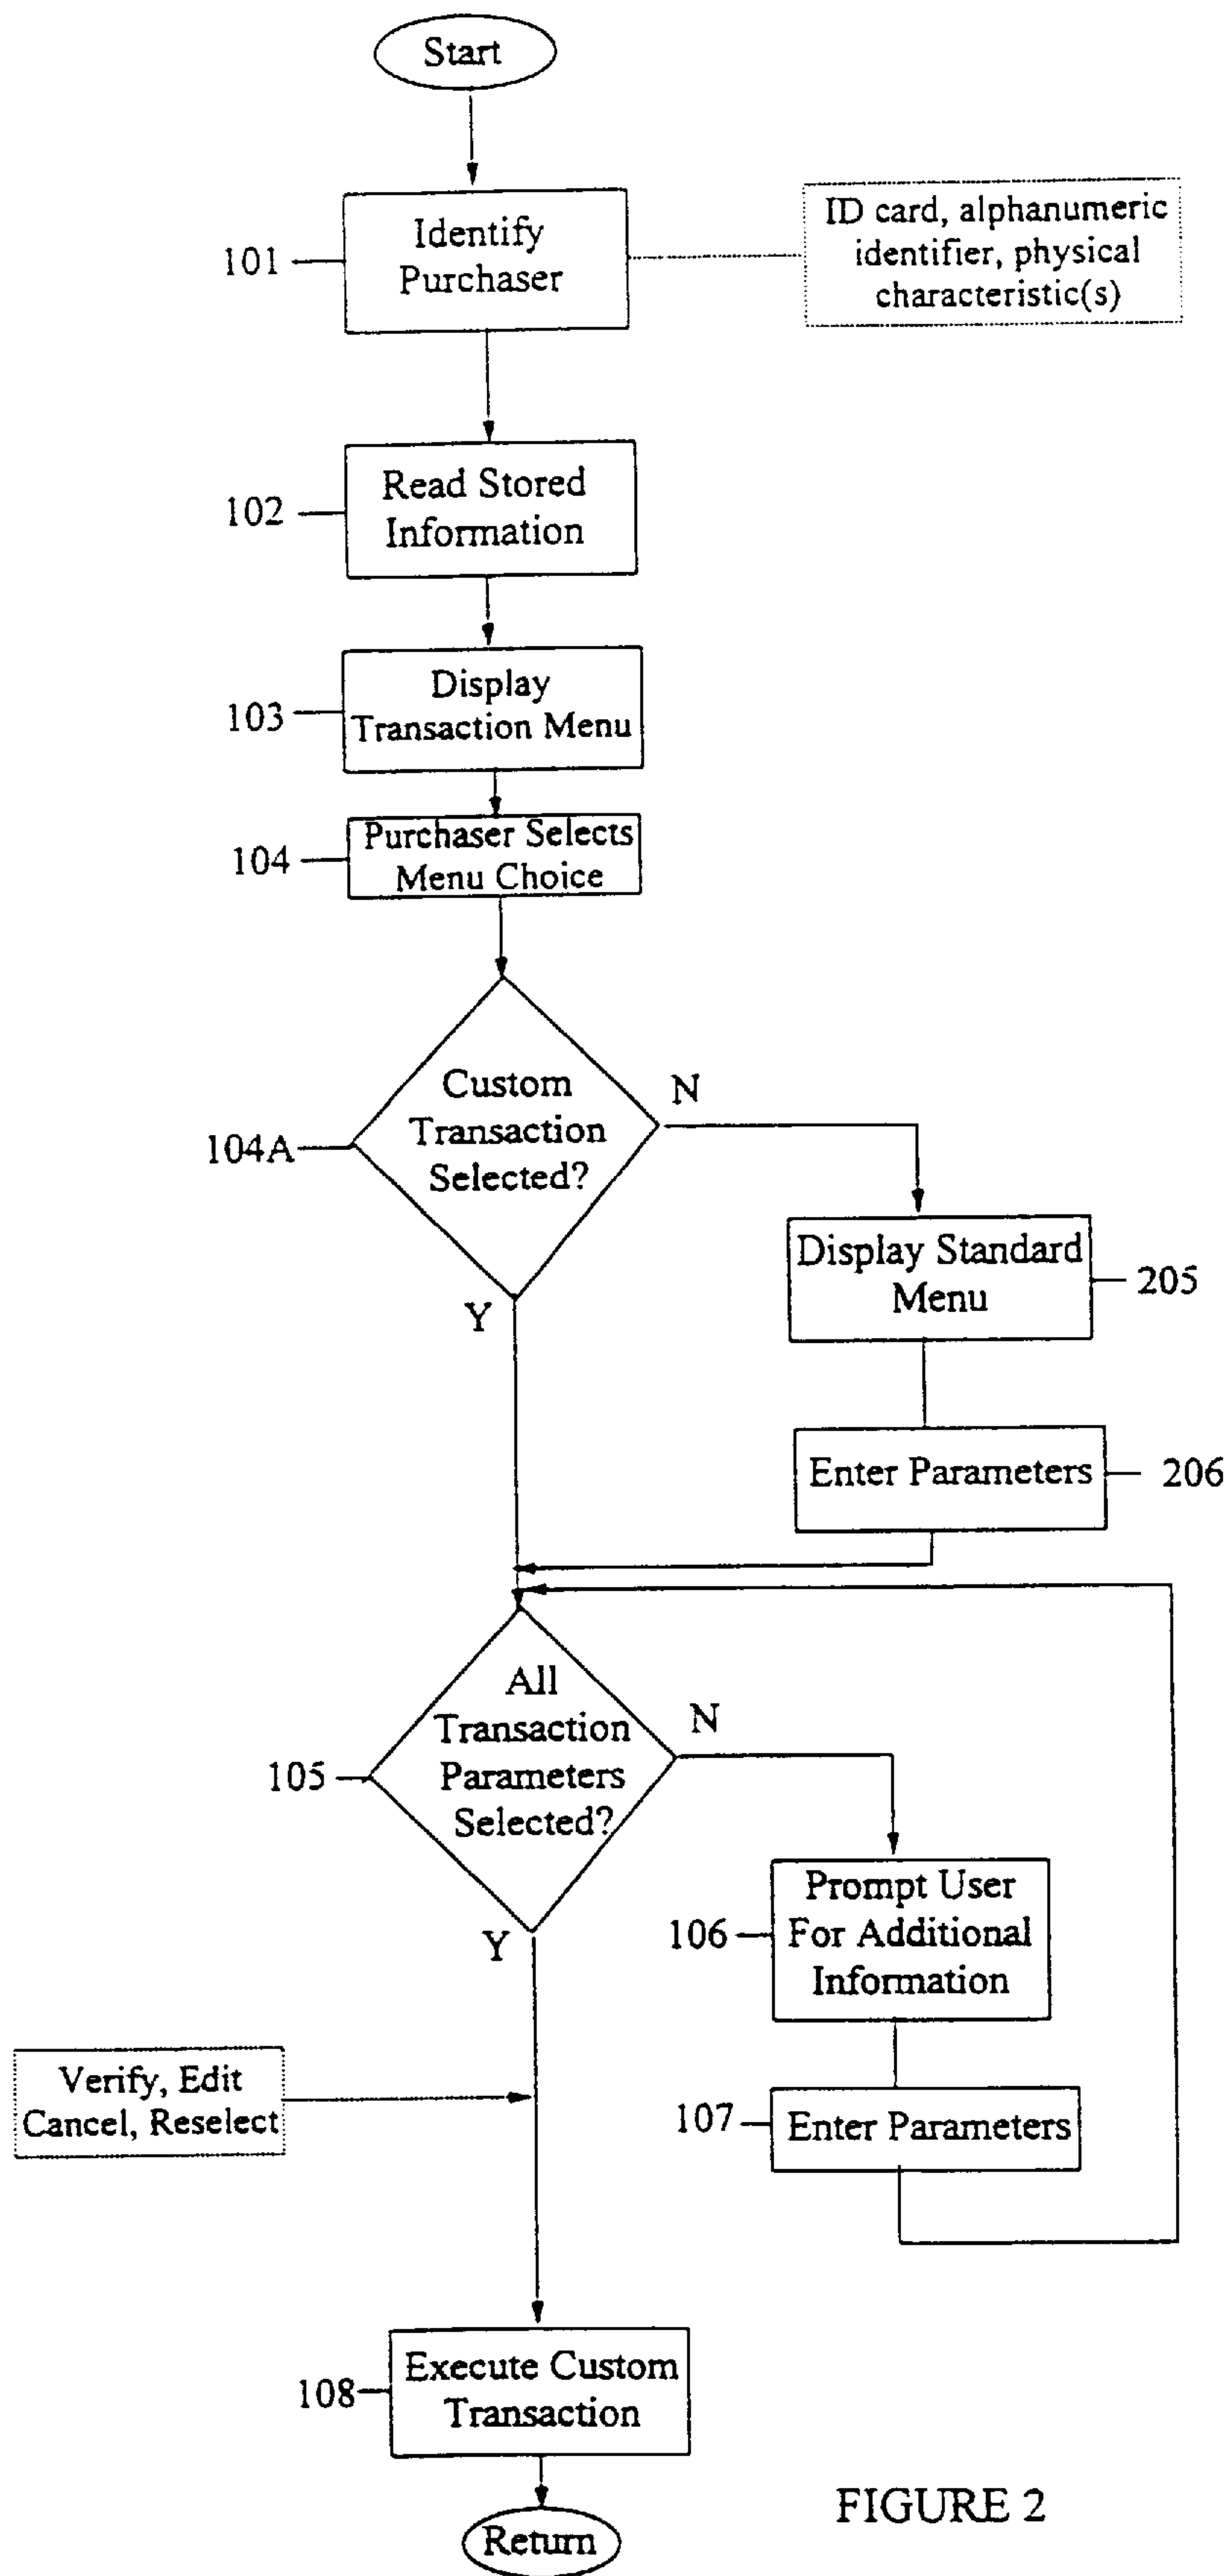 Start
101
Identify
Purchaser
ID card, alphanumeric
identifier, physical
characteristic(s)
102
Read Stored
Information
103
Display
Transaction Menu
104
Purchaser Selects
Menu Choice
104A
Custom
Transaction
Selected?
N
Y
Display Standard
Menu
205
Enter Parameters
206
105
All
Transaction
Parameters
Selected?
N
Y
106
Prompt User
For Additional
Information
Verify, Edit
Cancel, Reselect
107
Enter Parameters
108
Execute Custom
Transaction
Return
FIGURE 2